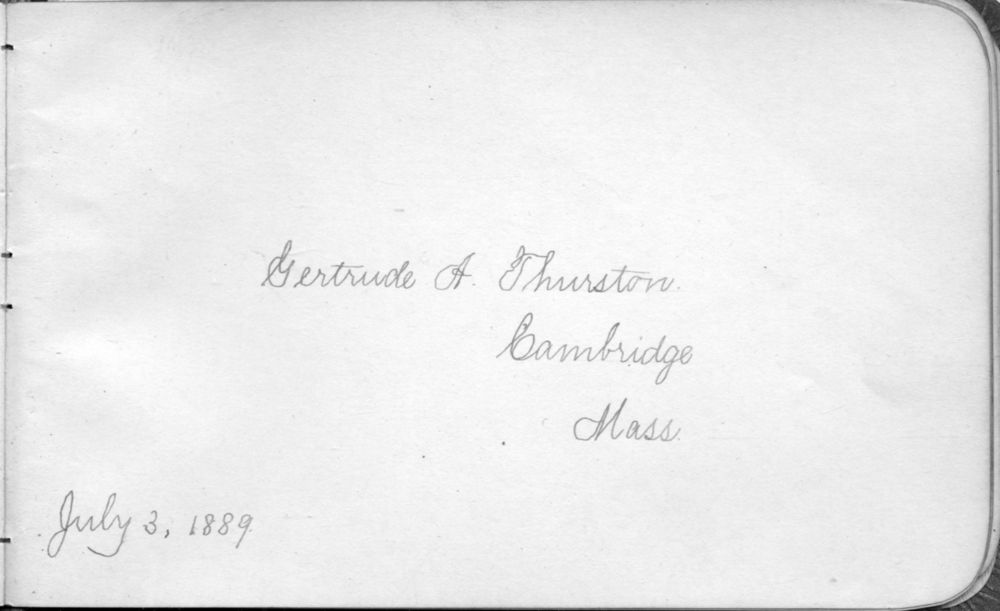 Gertrude A. Thurston.
Cambridge
Mass.
July 3, 1889.